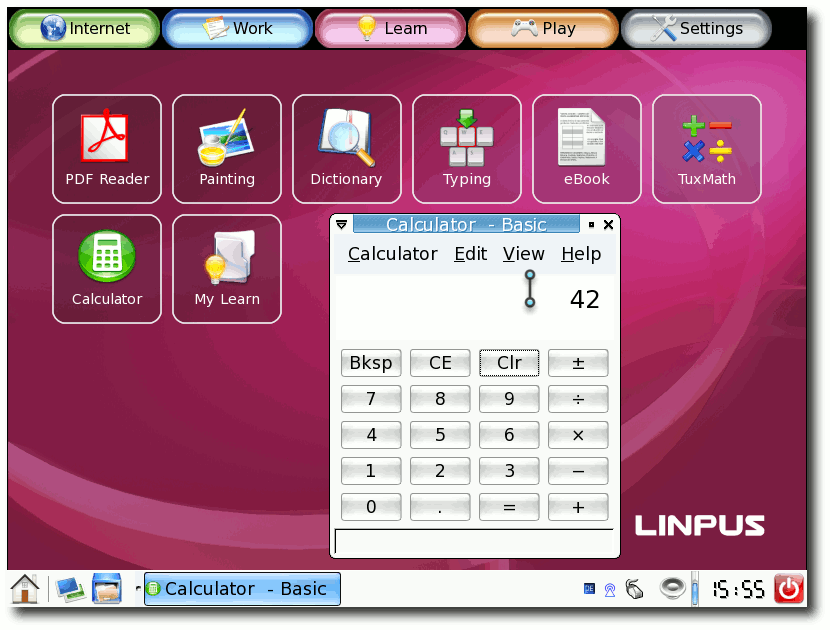 Internet Work Learn Play Settings
PDF Reader Painting Dictionary Typing eBook TuxMath
Calculator My Learn
Calculator - Basic
Calculator Edit View Help
42
Bksp CE Clr ±
7 8 9 ÷
4 5 6 ×
1 2 3 −
0 . = +
LINPUS
Calculator - Basic 15:55